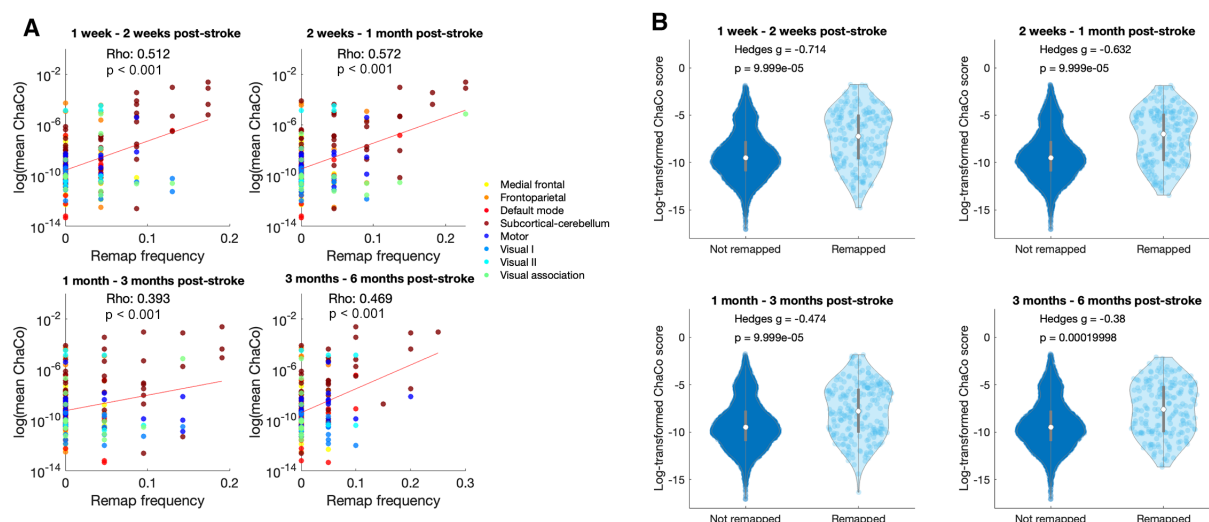 A
1 week - 2 weeks post-stroke
Rho: 0.512
p < 0.001
log(mean ChaCo)
10-2
10-6
10-10
10-14
0
0.1
0.2
Remap frequency
2 weeks - 1 month post-stroke
Rho: 0.572
p < 0.001
log(mean ChaCo)
10-2
10-6
10-10
10-14
0
0.1
0.2
Remap frequency
Medial frontal
Frontoparietal
Default mode
Subcortical-cerebellum
Motor
Visual I
Visual II
Visual association
1 month - 3 months post-stroke
Rho: 0.393
p < 0.001
log(mean ChaCo)
10-2
10-6
10-10
10-14
0
0.1
0.2
Remap frequency
3 months - 6 months post-stroke
Rho: 0.469
p < 0.001
log(mean ChaCo)
10-2
10-6
10-10
10-14
0
0.1
0.2
0.3
Remap frequency
B
1 week - 2 weeks post-stroke
Hedges g = -0.714
p = 9.999e-05
Log-transformed ChaCo score
0
-5
-10
-15
Not remapped
Remapped
2 weeks - 1 month post-stroke
Hedges g = -0.632
p = 9.999e-05
Log-transformed ChaCo score
0
-5
-10
-15
Not remapped
Remapped
1 month - 3 months post-stroke
Hedges g = -0.474
p = 9.999e-05
Log-transformed ChaCo score
0
-5
-10
-15
Not remapped
Remapped
3 months - 6 months post-stroke
Hedges g = -0.38
p = 0.00019998
Log-transformed ChaCo score
0
-5
-10
-15
Not remapped
Remapped